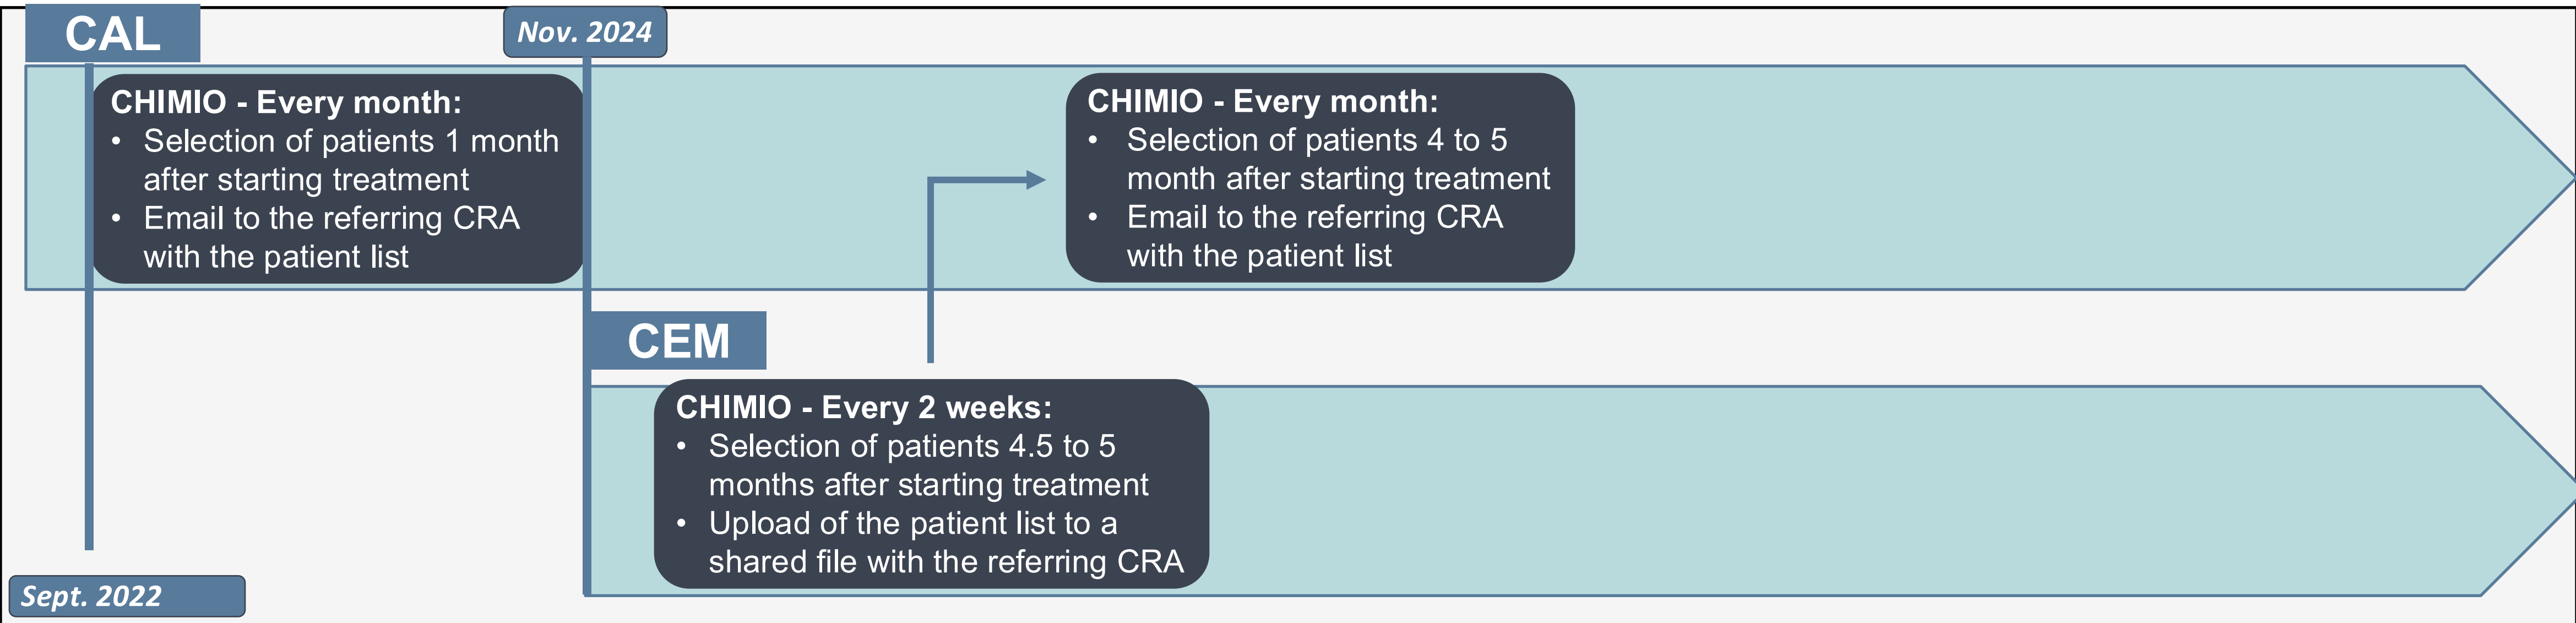 CAL
Nov. 2024
CHIMIO - Every month:
• Selection of patients 1 month
after starting treatment
• Email to the referring CRA
with the patient list
CHIMIO - Every month:
• Selection of patients 4 to 5
month after starting treatment
• Email to the referring CRA
with the patient list
CEM
CHIMIO - Every 2 weeks:
• Selection of patients 4.5 to 5
months after starting treatment
• Upload of the patient list to a
shared file with the referring CRA
Sept. 2022